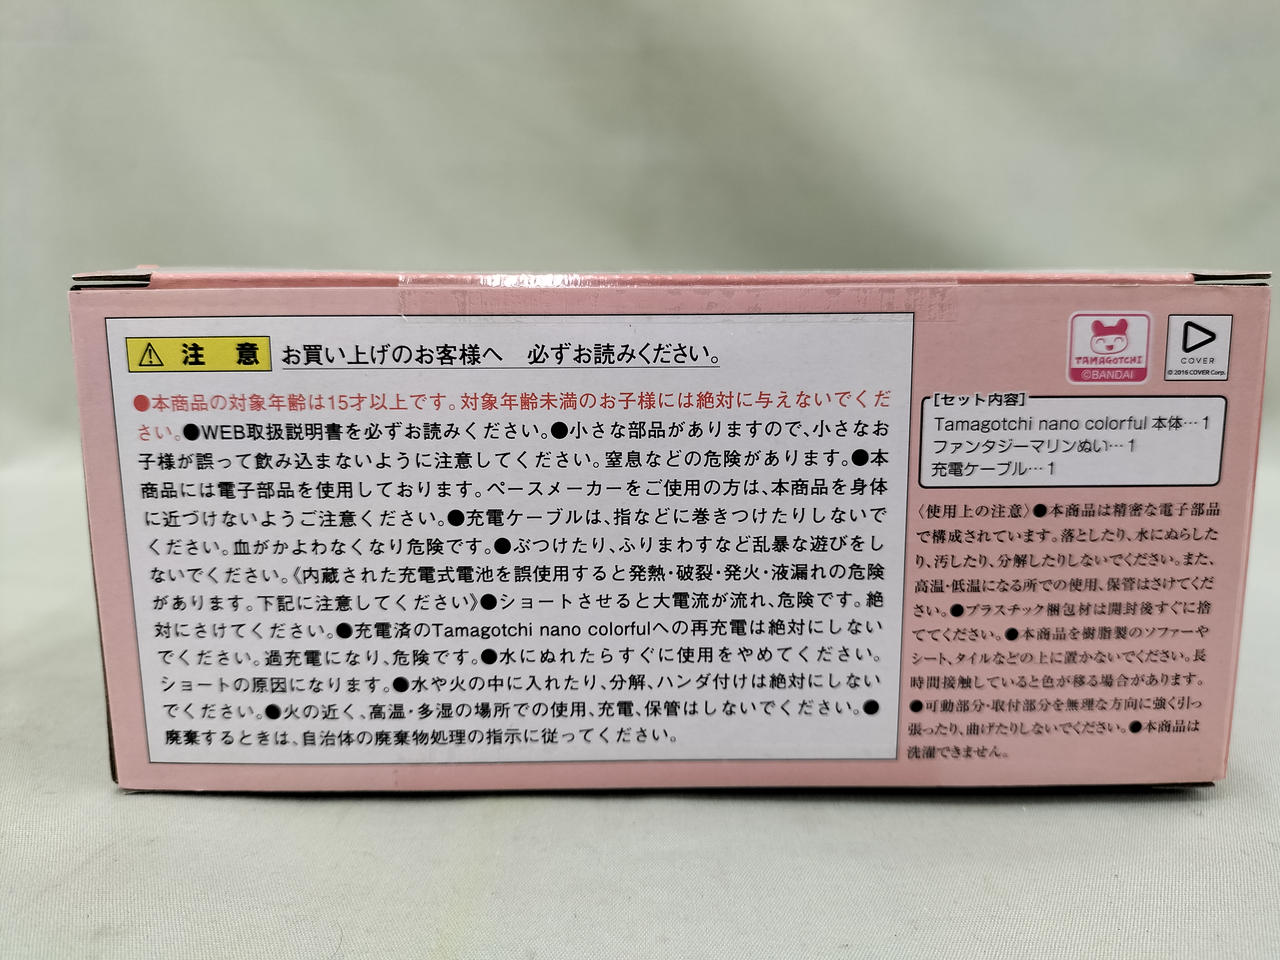 ⚠注 意 お買い上げのお客様へ 必ずお読みください。
●本商品の対象年齢は15才以上です。対象年齢未満のお子様には絶対に与えないでくだ
さい。●WEB取扱説明書を必ずお読みください。●小さな部品がありますので、小さなお
子様が誤って飲み込まないように注意してください。窒息などの危険があります。●本
商品には電子部品を使用しております。ペースメーカーをご使用の方は、本商品を身体
に近づけないようご注意ください。●充電ケーブルは、指などに巻きつけたりしないで
ください。血がかよわなくなり危険です。●ぶつけたり、ふりまわすなど乱暴な遊びをし
ないでください。《内蔵された充電式電池を誤使用すると発熱・破裂・発火・液漏れの危険
があります。下記に注意してください》●ショートさせると大電流が流れ、危険です。絶
対にさけてください。●充電済のTamagotchi nano colorfulへの再充電は絶対にしない
でください。過充電になり、危険です。●水にぬれたらすぐに使用をやめてください。
ショートの原因になります。●水や火の中に入れたり、分解、ハンダ付けは絶対にしない
でください。●火の近く、高温・多湿の場所での使用、充電、保管はしないでください。●
廃棄するときは、自治体の廃棄物処理の指示に従ってください。
TAMAGOTCHI
©BANDAI
COVER
© 2016 COVER Corp.
[セット内容]
Tamagotchi nano colorful 本体…1
ファンタジーマリンぬい…1
充電ケーブル…1
〈使用上の注意〉●本商品は精密な電子部品
で構成されています。落としたり、水にぬらした
り、汚したり、分解したりしないでください。また、
高温・低温になる所での使用、保管はさけてくだ
さい。●プラスチック梱包材は開封後すぐに捨
ててください。●本商品を樹脂製のソファーや
シート、タイルなどの上に置かないでください。長
時間接触していると色が移る場合があります。
●可動部分・取付部分を無理な方向に強く引っ
張ったり、曲げたりしないでください。●本商品は
洗濯できません。